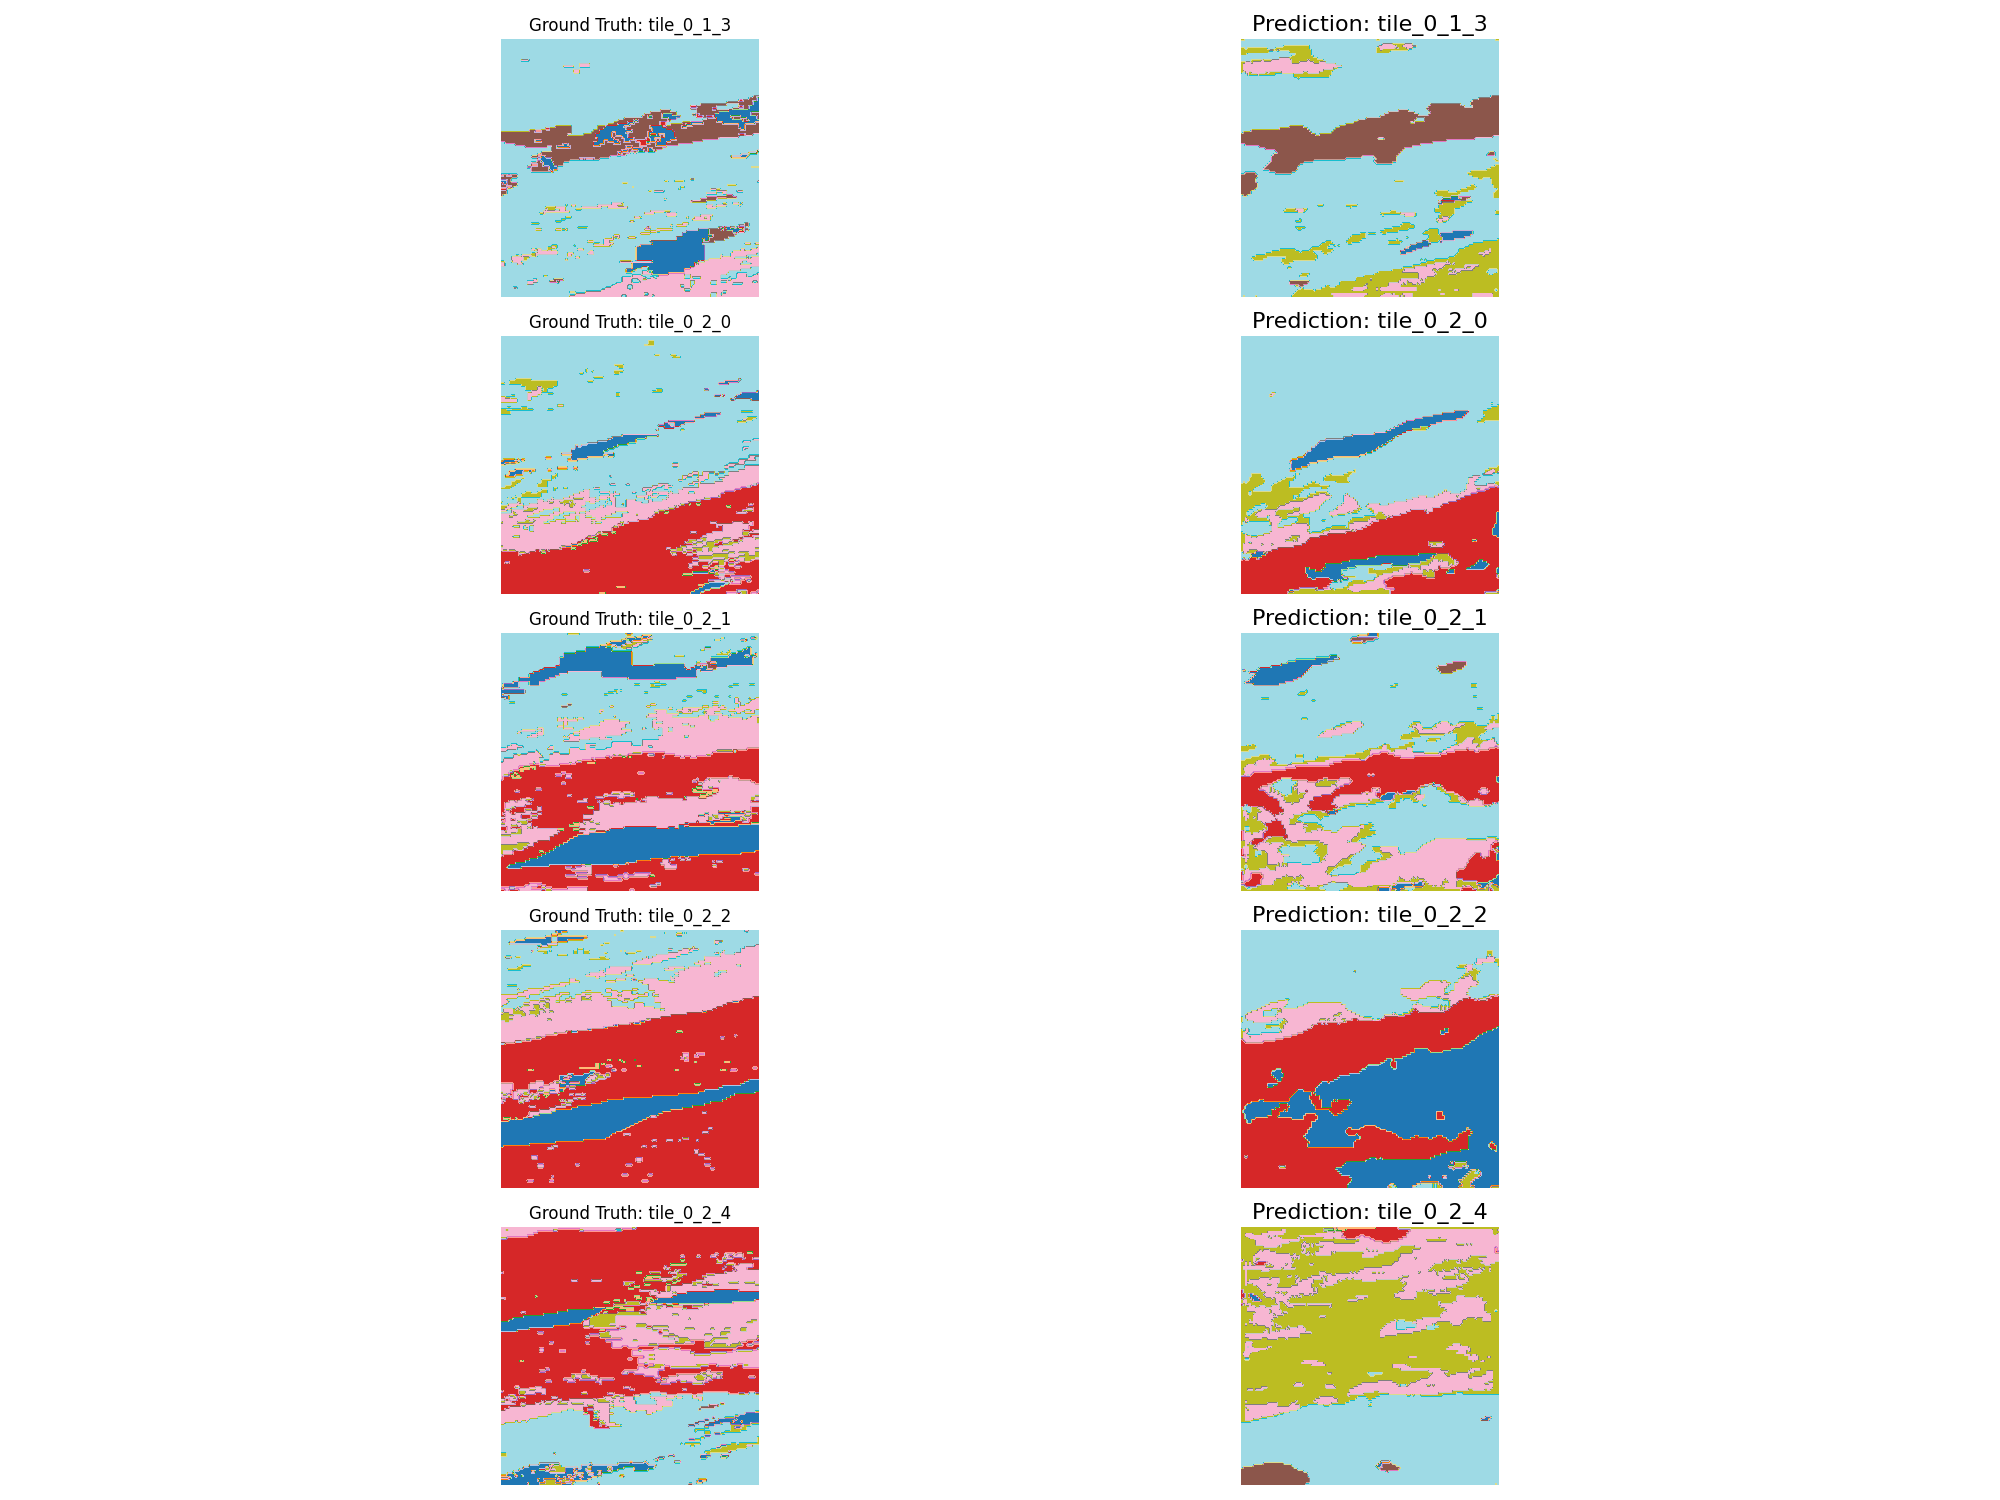 Ground Truth: tile_0_1_3
Prediction: tile_0_1_3
Ground Truth: tile_0_2_0
Prediction: tile_0_2_0
Ground Truth: tile_0_2_1
Prediction: tile_0_2_1
Ground Truth: tile_0_2_2
Prediction: tile_0_2_2
Ground Truth: tile_0_2_4
Prediction: tile_0_2_4